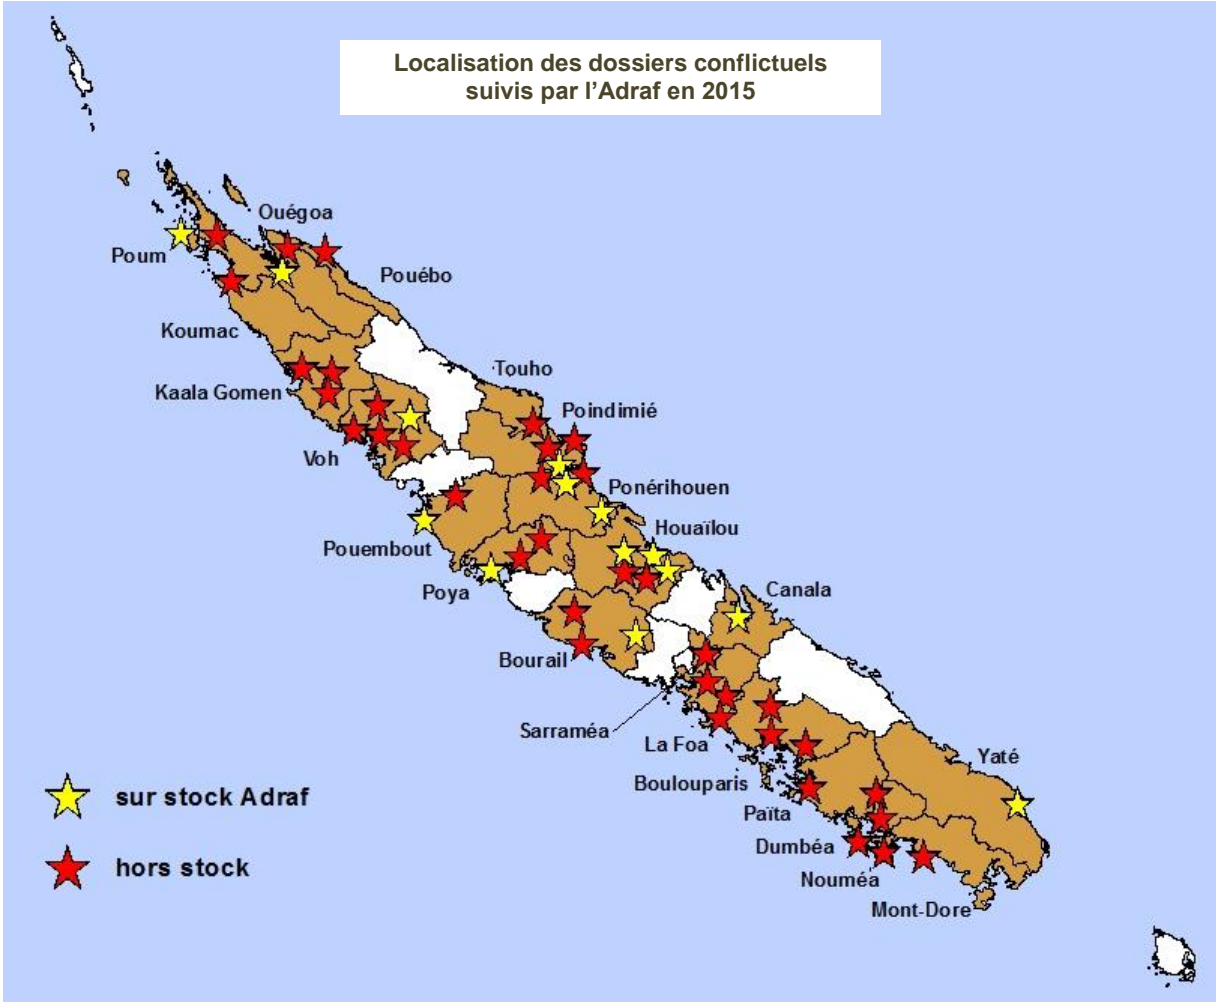 Localisation des dossiers conflictuels
suivis par l'Adraf en 2015
Ouégoa
Poum
Pouébo
Koumac
Touho
Kaala Gomen
Poindimié
Voh
Ponérihouen
Houaïlou
Pouembout
Poya
Canala
Bourail
Sarraméa
La Foa
Yaté
Boulouparis
Païta
Dumbéa
Nouméa
Mont-Dore
sur stock Adraf
hors stock